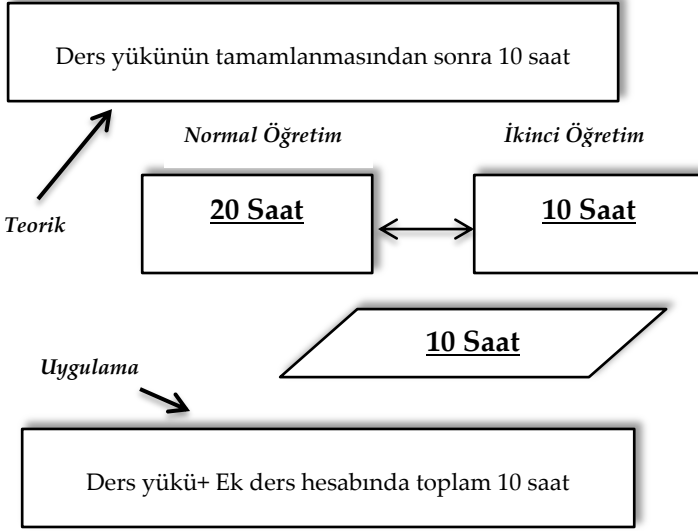 Ders yükünün tamamlanmasından sonra 10 saat
Normal Öğretim
İkinci Öğretim
Teorik
20 Saat
10 Saat
10 Saat
Uygulama
Ders yükü+ Ek ders hesabında toplam 10 saat